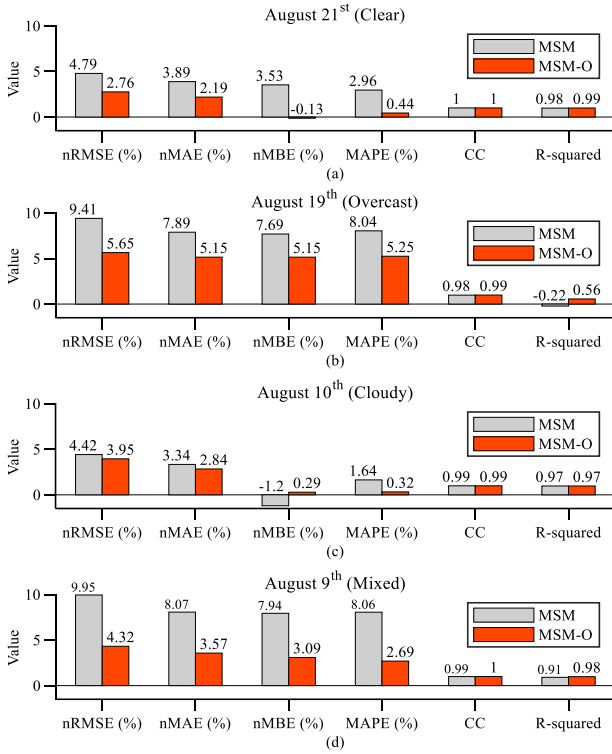 August 21st (Clear)
10
5
0
Value
4.79 2.76 3.89 2.19 3.53 -0.13 2.96 0.44 1 1 0.98 0.99
MSM
MSM-O
nRMSE (%) nMAE (%) nMBE (%) MAPE (%) CC R-squared
(a)
August 19th (Overcast)
10
5
0
Value
9.41 5.65 7.89 5.15 7.69 5.15 8.04 5.25 0.98 0.99 -0.22 0.56
MSM
MSM-O
nRMSE (%) nMAE (%) nMBE (%) MAPE (%) CC R-squared
(b)
August 10th (Cloudy)
10
5
0
Value
4.42 3.95 3.34 2.84 -1.2 0.29 1.64 0.32 0.99 0.99 0.97 0.97
MSM
MSM-O
nRMSE (%) nMAE (%) nMBE (%) MAPE (%) CC R-squared
(c)
August 9th (Mixed)
10
5
0
Value
9.95 4.32 8.07 3.57 7.94 3.09 8.06 2.69 0.99 1 0.91 0.98
MSM
MSM-O
nRMSE (%) nMAE (%) nMBE (%) MAPE (%) CC R-squared
(d)